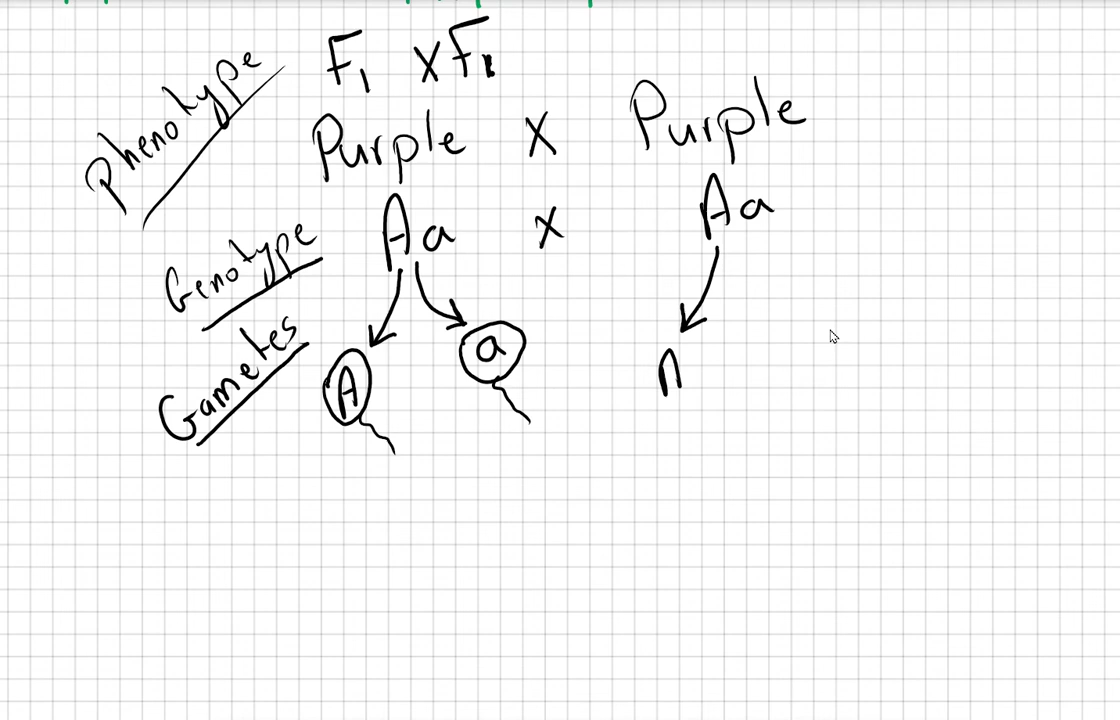 F1 x F1
Phenotype Purple x Purple
Genotype Aa x Aa
Gametes A a